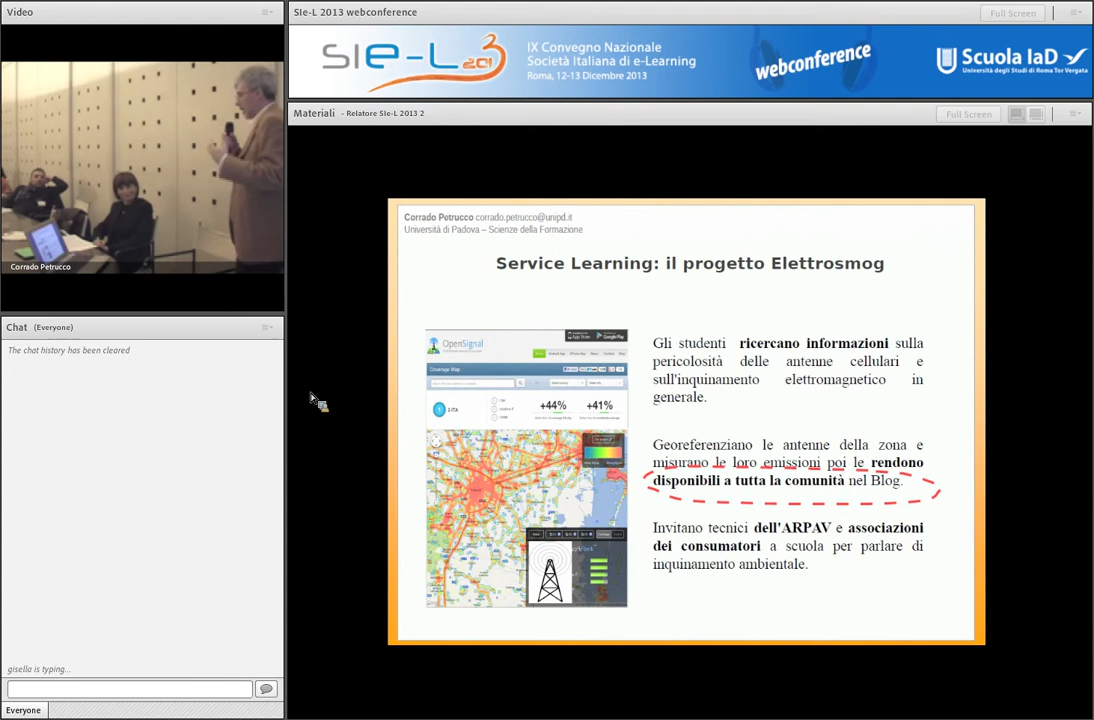 Video
SIe-L 2013 webconference
Full Screen
SIe-L 2013
IX Convegno Nazionale
Società Italiana di e-Learning
Roma, 12-13 Dicembre 2013
webconference
Scuola IaD
Università degli Studi di Roma Tor Vergata
Materiali - Relatore SIe-L 2013 2
Full Screen
Corrado Petrucco
Chat (Everyone)
The chat history has been cleared
gisella is typing...
Everyone
Corrado Petrucco corrado.petrucco@unipd.it
Università di Padova – Scienze della Formazione
Service Learning: il progetto Elettrosmog
OpenSignal
Coverage Map
+44%
+41%
Gli studenti ricercano informazioni sulla
pericolosità delle antenne cellulari e
sull'inquinamento elettromagnetico in
generale.
Georeferenziano le antenne della zona e
misurano le loro emissioni poi le rendono
disponibili a tutta la comunità nel Blog.
Invitano tecnici dell'ARPAV e associazioni
dei consumatori a scuola per parlare di
inquinamento ambientale.